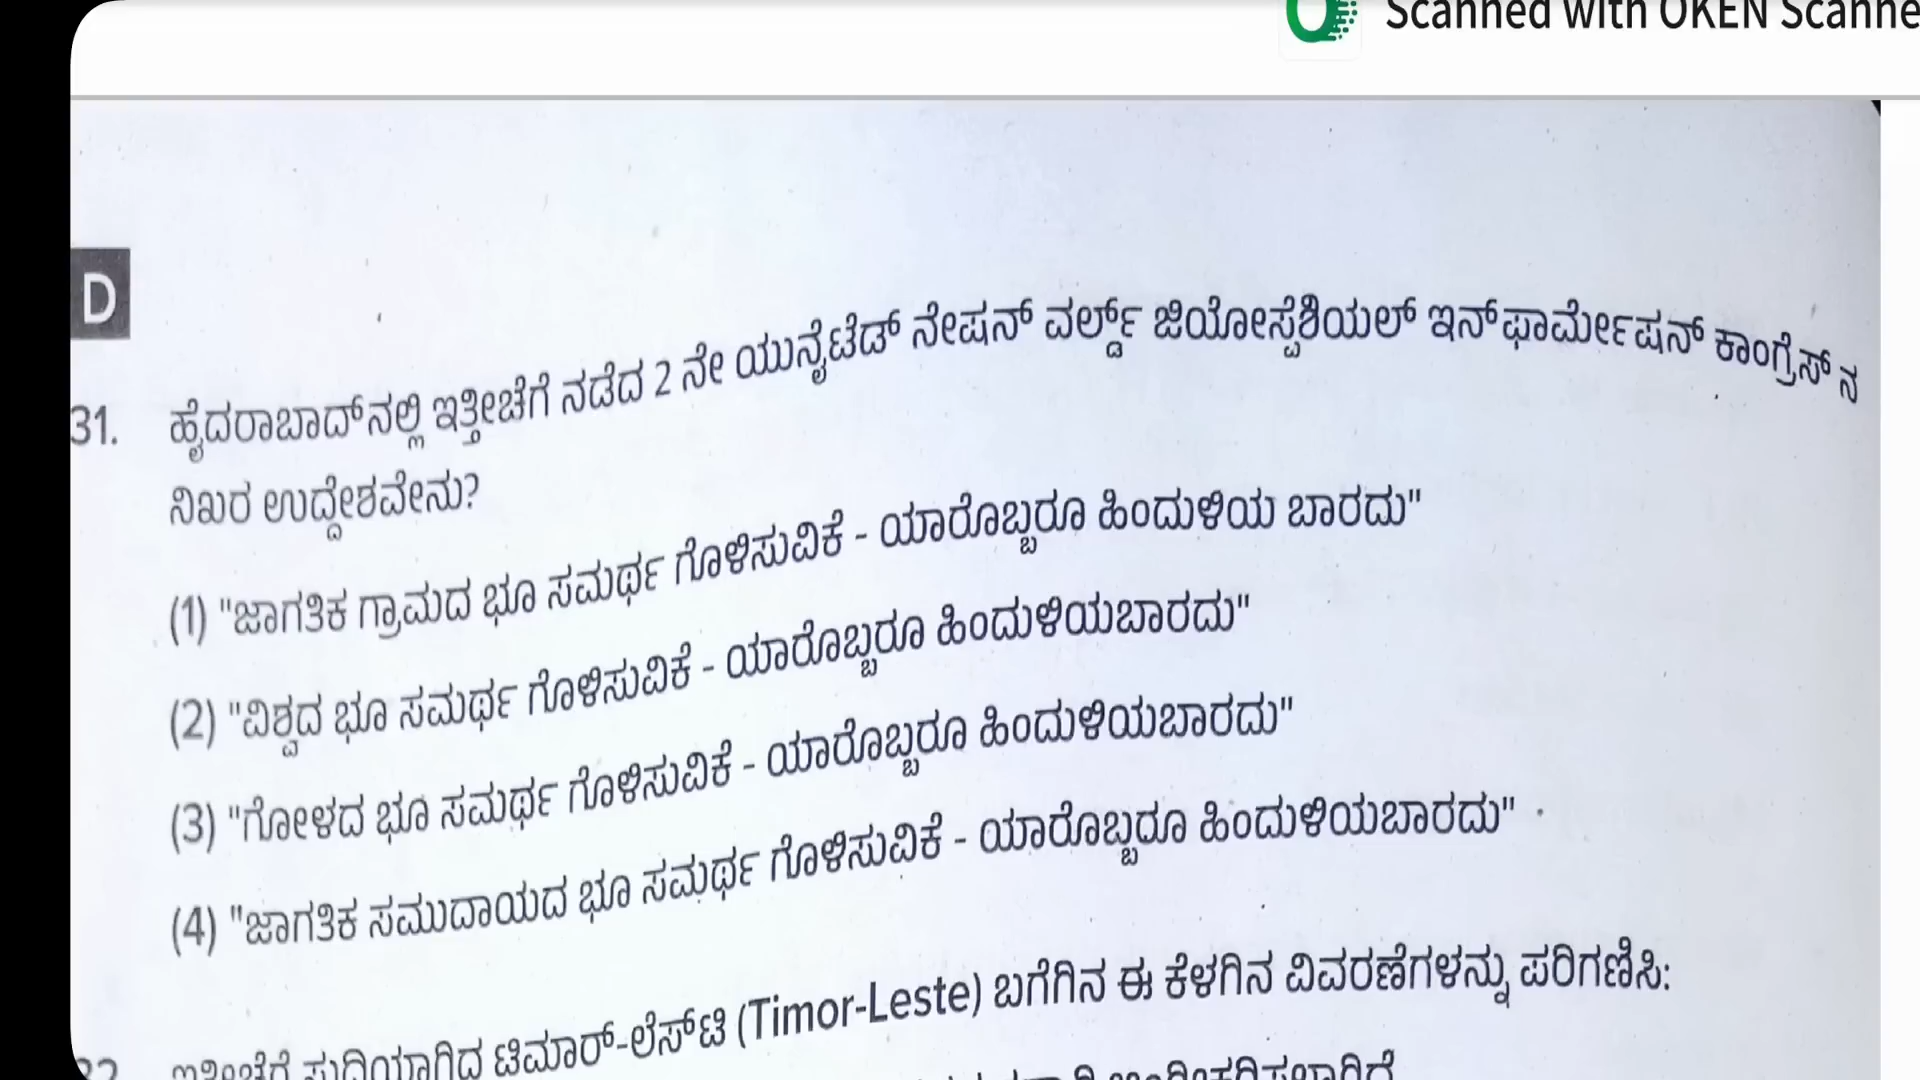 Scanned with OKEN Scanne
D
31. ಹೈದರಾಬಾದ್‌ನಲ್ಲಿ ಇತ್ತೀಚೆಗೆ ನಡೆದ 2 ನೇ ಯುನೈಟೆಡ್ ನೇಷನ್ ವರ್ಲ್ಡ್ ಜಿಯೋಸ್ಪೆಶಿಯಲ್ ಇನ್‌ಫಾರ್ಮೇಷನ್ ಕಾಂಗ್ರೆಸ್ ನ
ನಿಖರ ಉದ್ದೇಶವೇನು?
(1) "ಜಾಗತಿಕ ಗ್ರಾಮದ ಭೂ ಸಮರ್ಥ ಗೊಳಿಸುವಿಕೆ - ಯಾರೊಬ್ಬರೂ ಹಿಂದುಳಿಯ ಬಾರದು"
(2) "ವಿಶ್ವದ ಭೂ ಸಮರ್ಥ ಗೊಳಿಸುವಿಕೆ - ಯಾರೊಬ್ಬರೂ ಹಿಂದುಳಿಯಬಾರದು"
(3) "ಗೋಳದ ಭೂ ಸಮರ್ಥ ಗೊಳಿಸುವಿಕೆ - ಯಾರೊಬ್ಬರೂ ಹಿಂದುಳಿಯಬಾರದು"
(4) "ಜಾಗತಿಕ ಸಮುದಾಯದ ಭೂ ಸಮರ್ಥ ಗೊಳಿಸುವಿಕೆ - ಯಾರೊಬ್ಬರೂ ಹಿಂದುಳಿಯಬಾರದು"
ಇತ್ತೀಚೆಗೆ ಸುದ್ದಿಯಾಗಿದ್ದ ಟಿಮಾರ್-ಲೆಸ್‌ಟಿ (Timor-Leste) ಬಗೆಗಿನ ಈ ಕೆಳಗಿನ ವಿವರಣೆಗಳನ್ನು ಪರಿಗಣಿಸಿ: